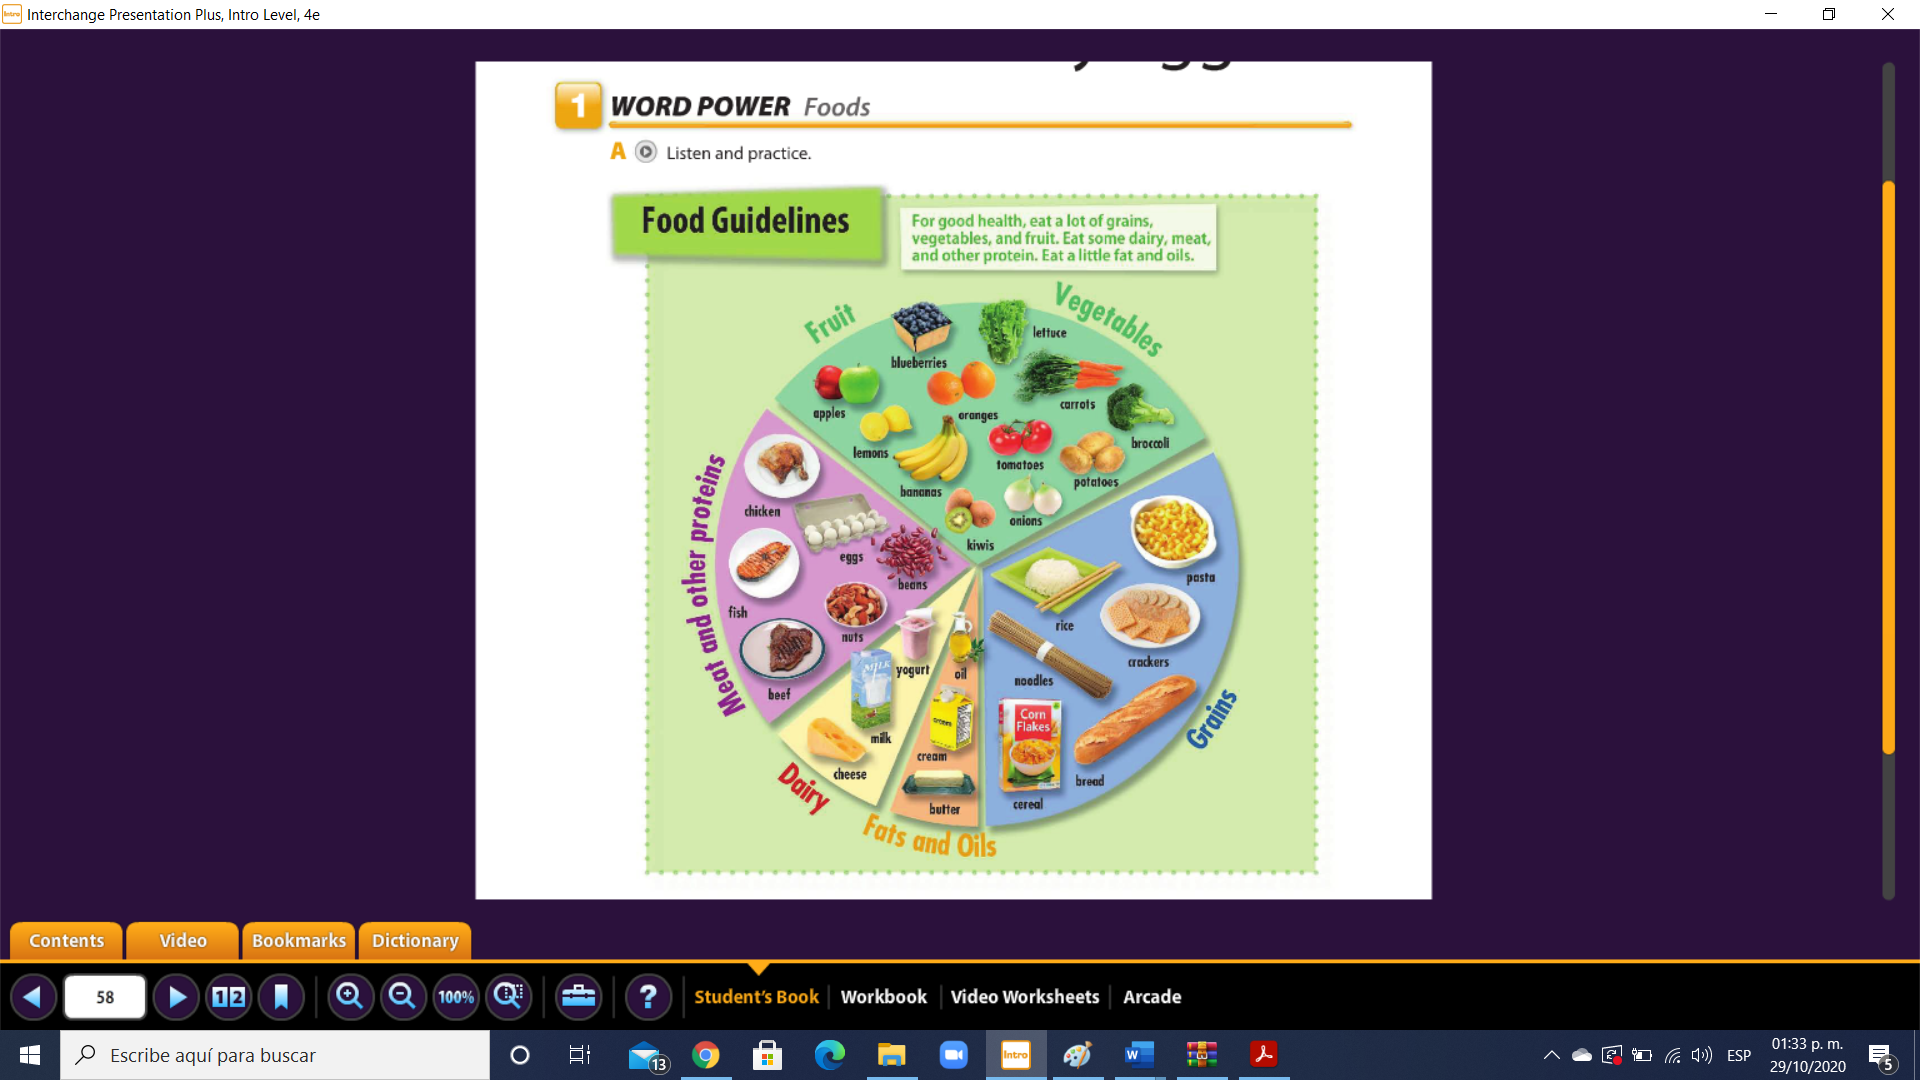 Interchange Presentation Plus, Intro Level, 4e
1 WORD POWER Foods
A Listen and practice.
Food Guidelines
For good health, eat a lot of grains,
vegetables, and fruit. Eat some dairy, meat,
and other protein. Eat a little fat and oils.
Fruit
Vegetables
blueberries
lettuce
apples
oranges
carrots
lemons
broccoli
tomatoes
bananas
potatoes
onions
kiwis
Meat and other proteins
chicken
eggs
beans
fish
nuts
beef
yogurt
MILK
milk
cheese
Dairy
oil
cream
butter
Fats and Oils
pasta
rice
crackers
noodles
Corn
Flakes
bread
cereal
Grains
Contents
Video
Bookmarks
Dictionary
58
1 2
100%
?
Student's Book
Workbook
Video Worksheets
Arcade
Escribe aquí para buscar
13
Intro
ESP
01:33 p. m.
29/10/2020
5